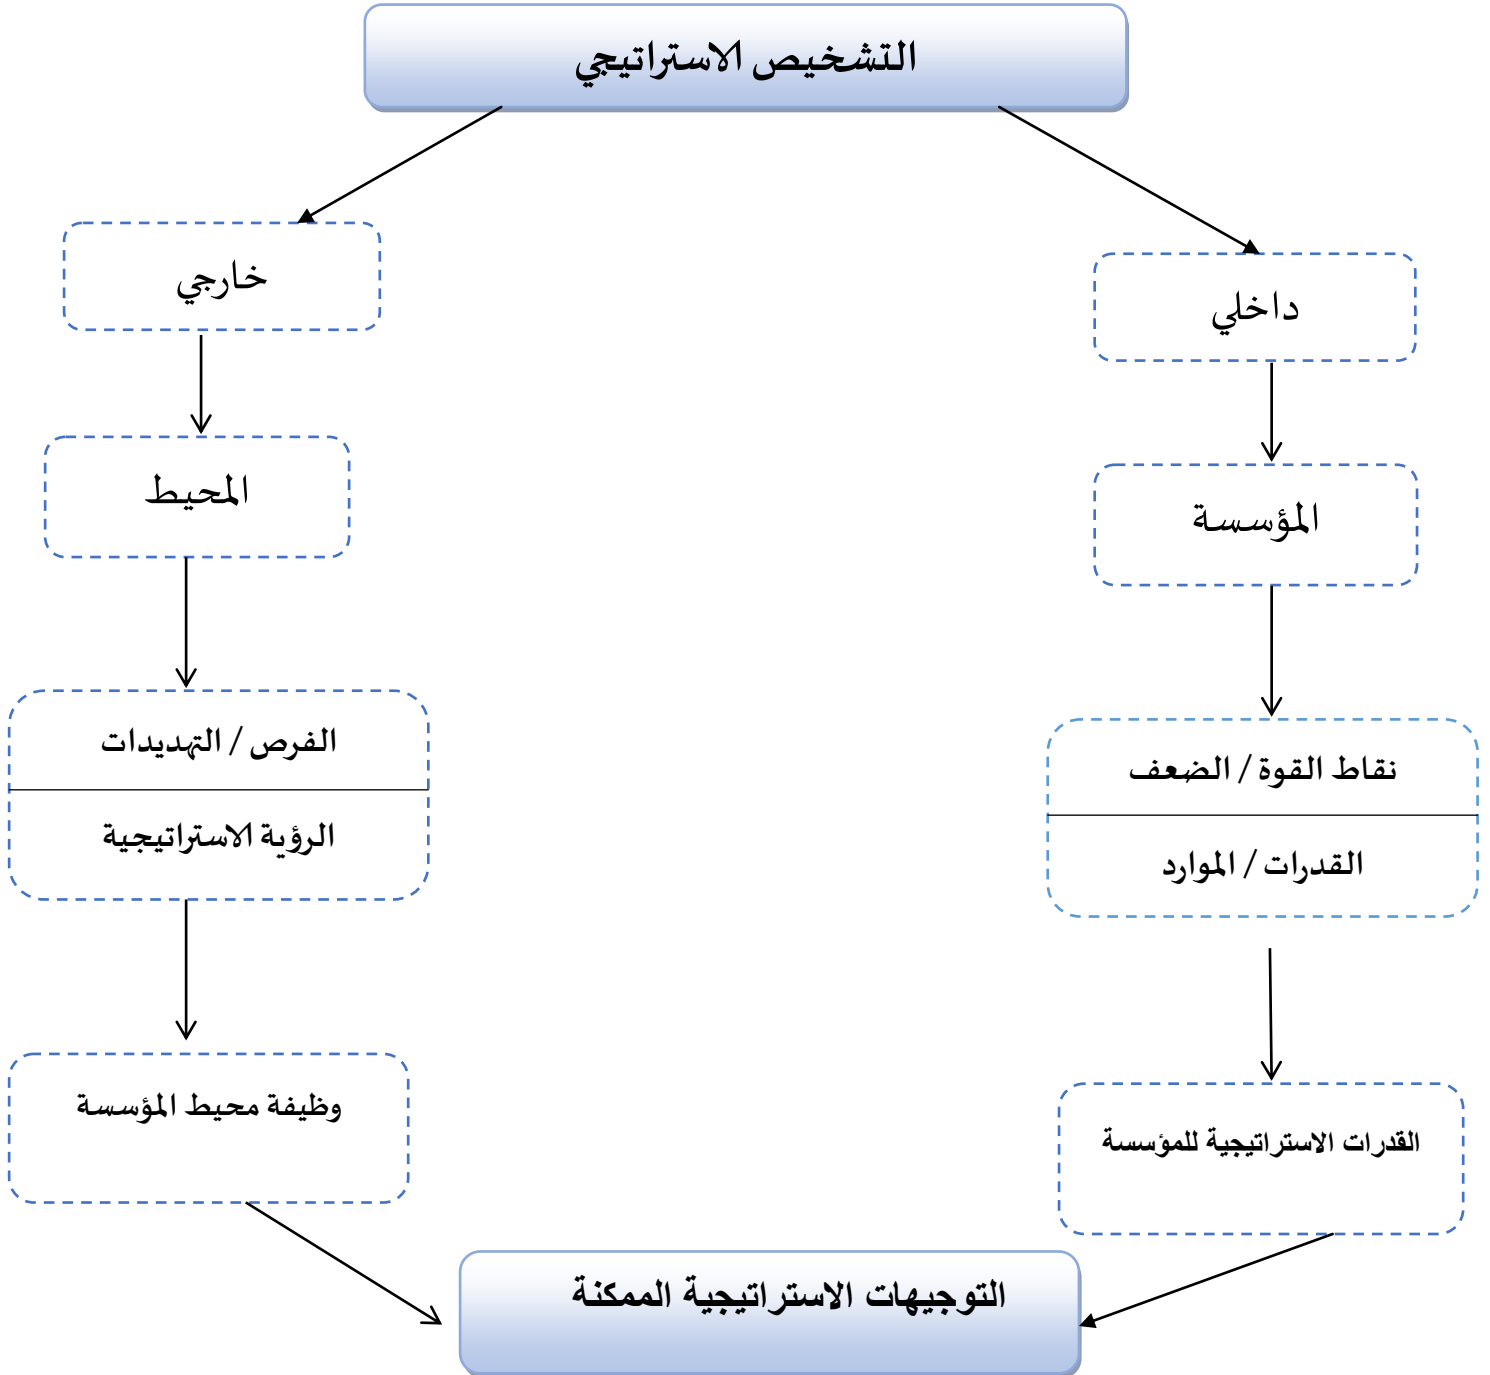 التشخيص الاستراتيجي
داخلي
خارجي
المؤسسة
المحيط
نقاط القوة / الضعف
القدرات / الموارد
الفرص / التهديدات
الرؤية الاستراتيجية
القدرات الاستراتيجية للمؤسسة
وظيفة محيط المؤسسة
التوجيهات الاستراتيجية الممكنة